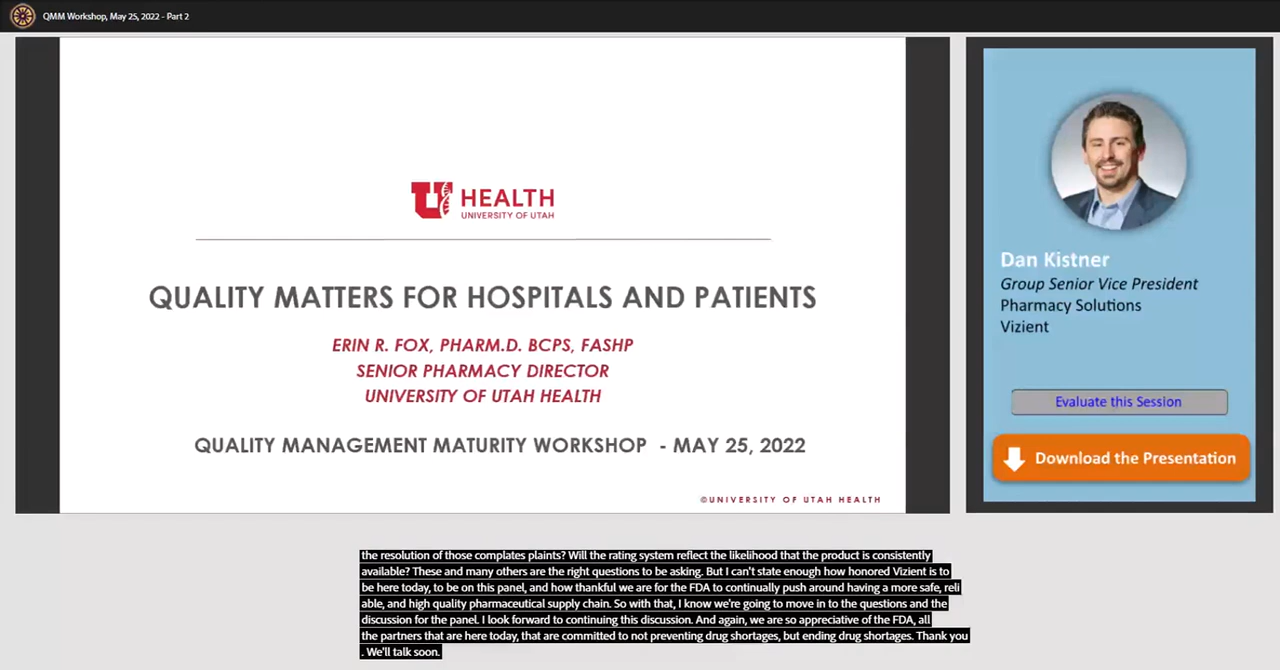 QMM Workshop, May 25, 2022 - Part 2
HEALTH
UNIVERSITY OF UTAH
QUALITY MATTERS FOR HOSPITALS AND PATIENTS
ERIN R. FOX, PHARM.D. BCPS, FASHP
SENIOR PHARMACY DIRECTOR
UNIVERSITY OF UTAH HEALTH
QUALITY MANAGEMENT MATURITY WORKSHOP - MAY 25, 2022
©UNIVERSITY OF UTAH HEALTH
Dan Kistner
Group Senior Vice President
Pharmacy Solutions
Vizient
Evaluate this Session
Download the Presentation
the resolution of those complates plaints? Will the rating system reflect the likelihood that the product is consistently
available? These and many others are the right questions to be asking. But I can't state enough how honored Vizient is to
be here today, to be on this panel, and how thankful we are for the FDA to continually push around having a more safe, reli
able, and high quality pharmaceutical supply chain. So with that, I know we're going to move in to the questions and the
discussion for the panel. I look forward to continuing this discussion. And again, we are so appreciative of the FDA, all
the partners that are here today, that are committed to not preventing drug shortages, but ending drug shortages. Thank you
. We'll talk soon.